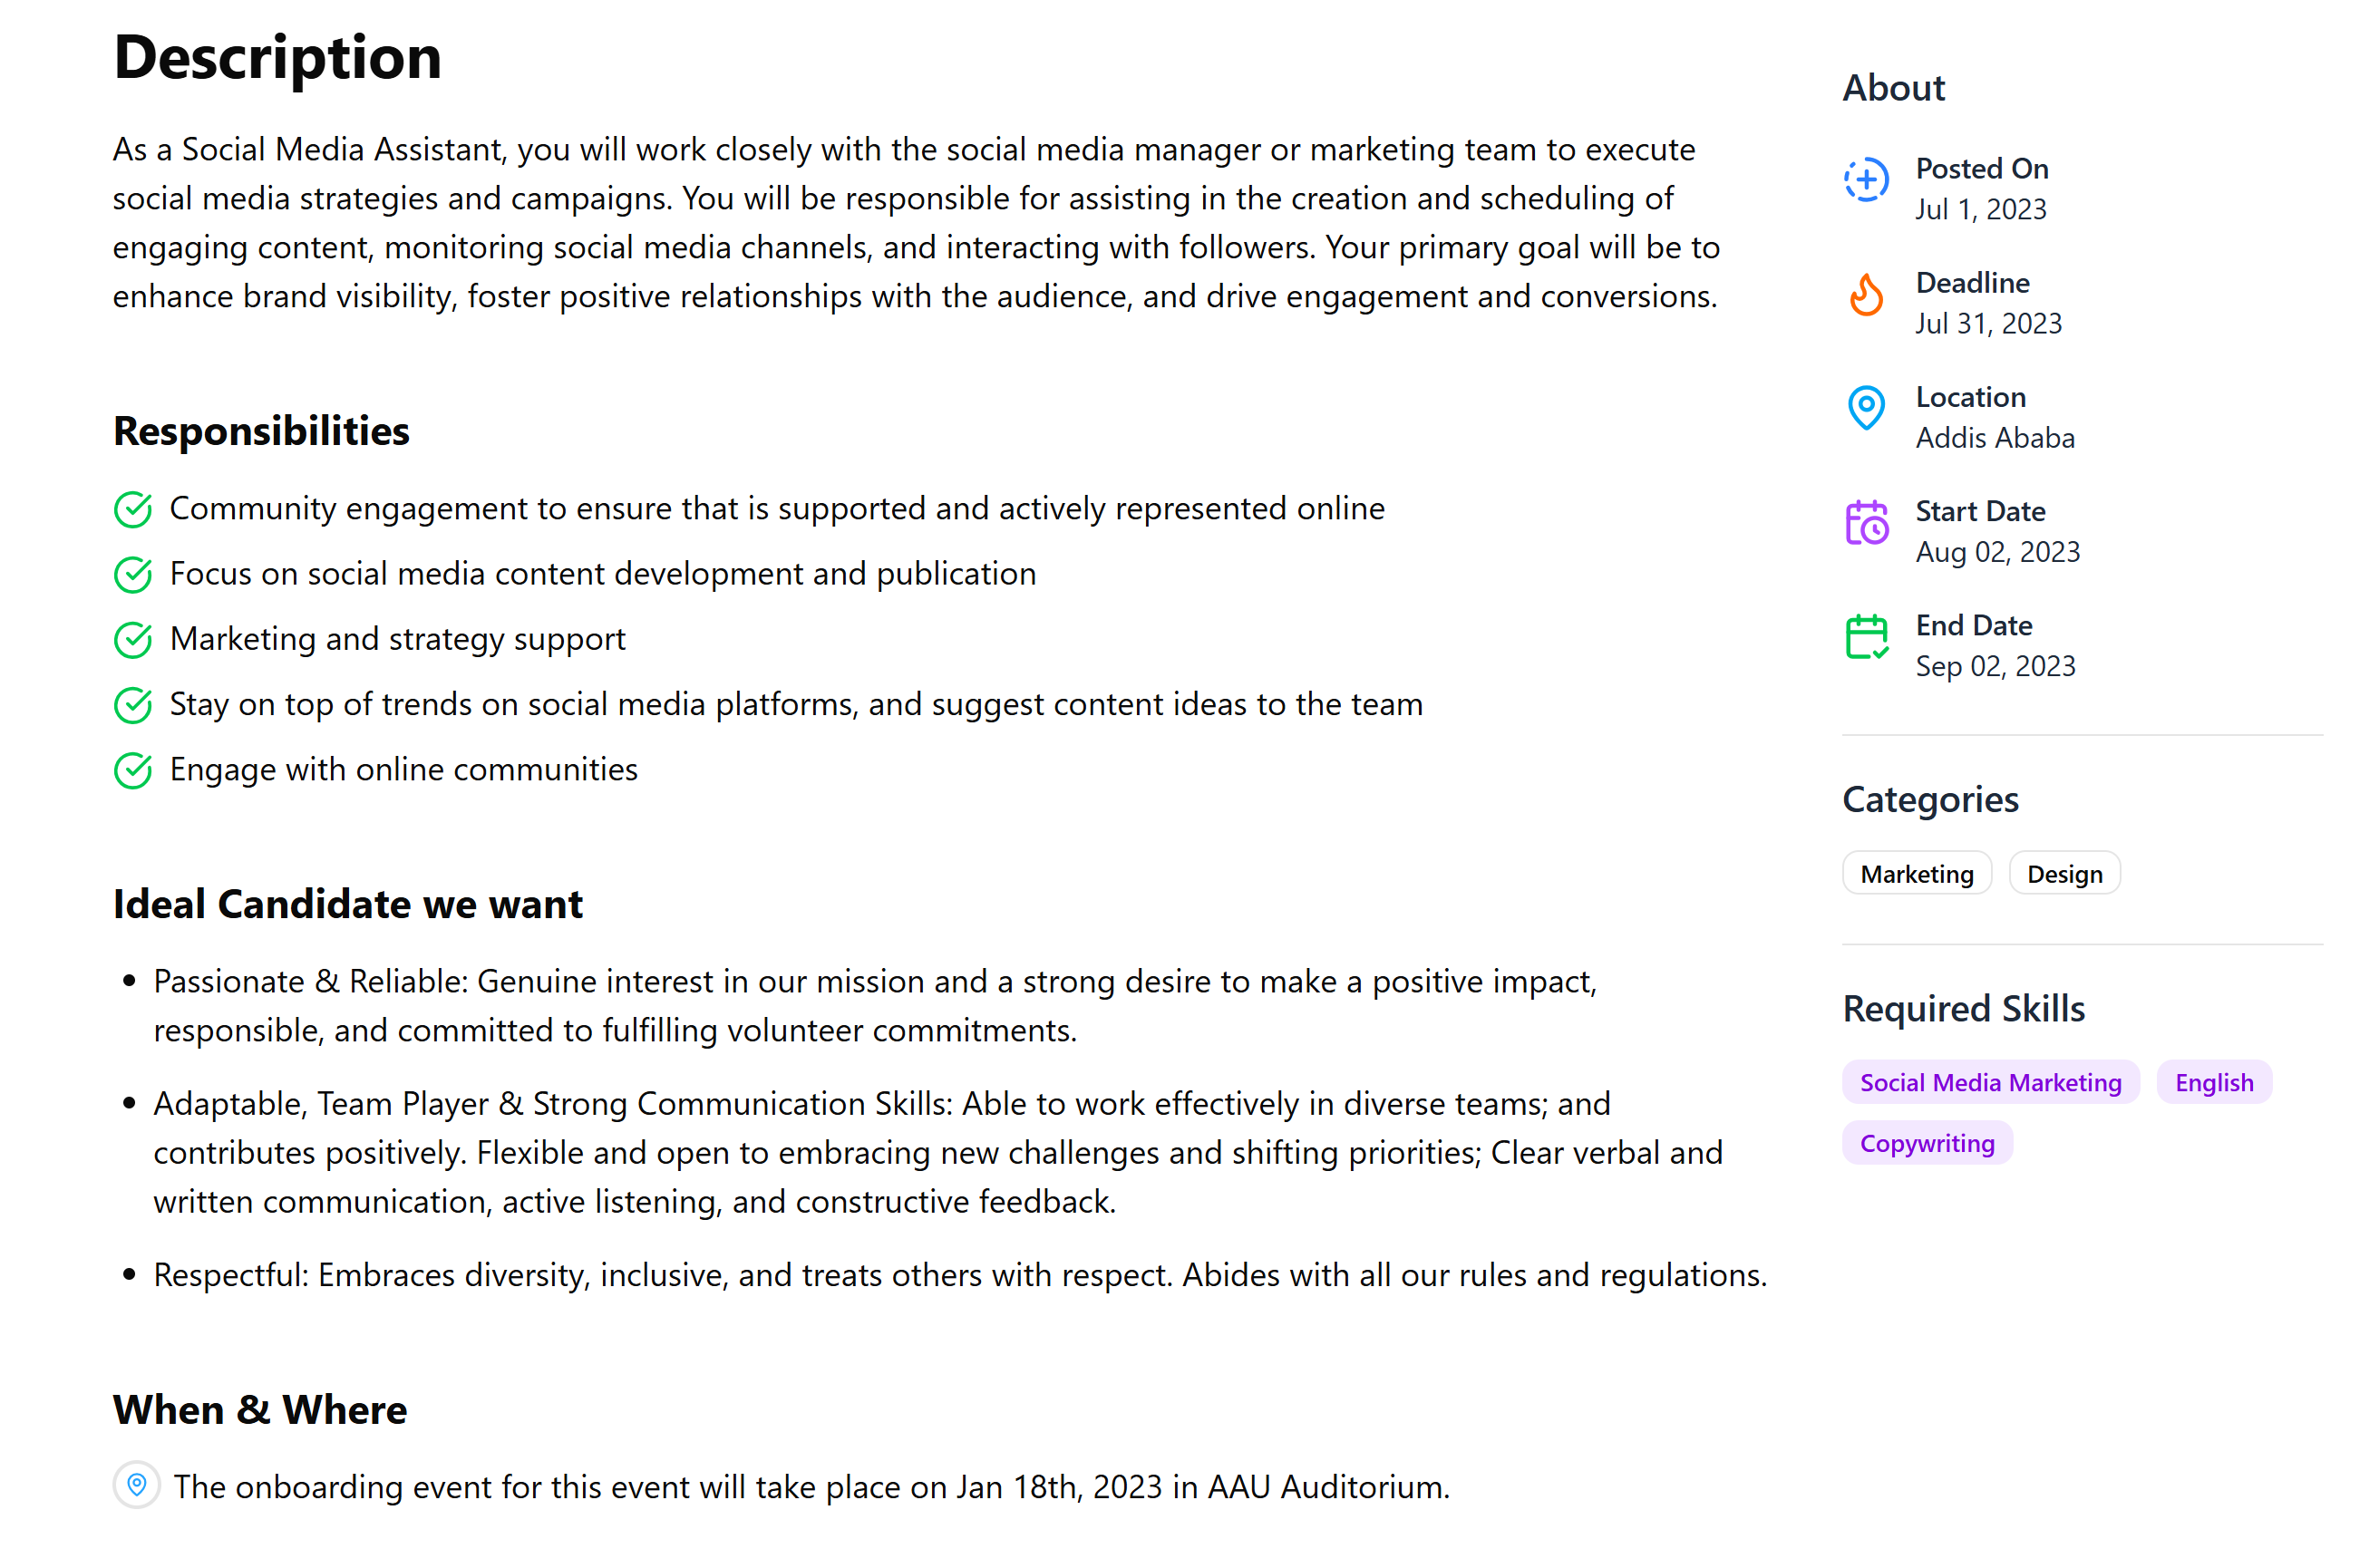 Description
As a Social Media Assistant, you will work closely with the social media manager or marketing team to execute
social media strategies and campaigns. You will be responsible for assisting in the creation and scheduling of
engaging content, monitoring social media channels, and interacting with followers. Your primary goal will be to
enhance brand visibility, foster positive relationships with the audience, and drive engagement and conversions.
Responsibilities
Community engagement to ensure that is supported and actively represented online
Focus on social media content development and publication
Marketing and strategy support
Stay on top of trends on social media platforms, and suggest content ideas to the team
Engage with online communities
Ideal Candidate we want
Passionate & Reliable: Genuine interest in our mission and a strong desire to make a positive impact,
responsible, and committed to fulfilling volunteer commitments.
Adaptable, Team Player & Strong Communication Skills: Able to work effectively in diverse teams; and
contributes positively. Flexible and open to embracing new challenges and shifting priorities; Clear verbal and
written communication, active listening, and constructive feedback.
Respectful: Embraces diversity, inclusive, and treats others with respect. Abides with all our rules and regulations.
When & Where
The onboarding event for this event will take place on Jan 18th, 2023 in AAU Auditorium.
About
Posted On
Jul 1, 2023
Deadline
Jul 31, 2023
Location
Addis Ababa
Start Date
Aug 02, 2023
End Date
Sep 02, 2023
Categories
Marketing Design
Required Skills
Social Media Marketing English
Copywriting